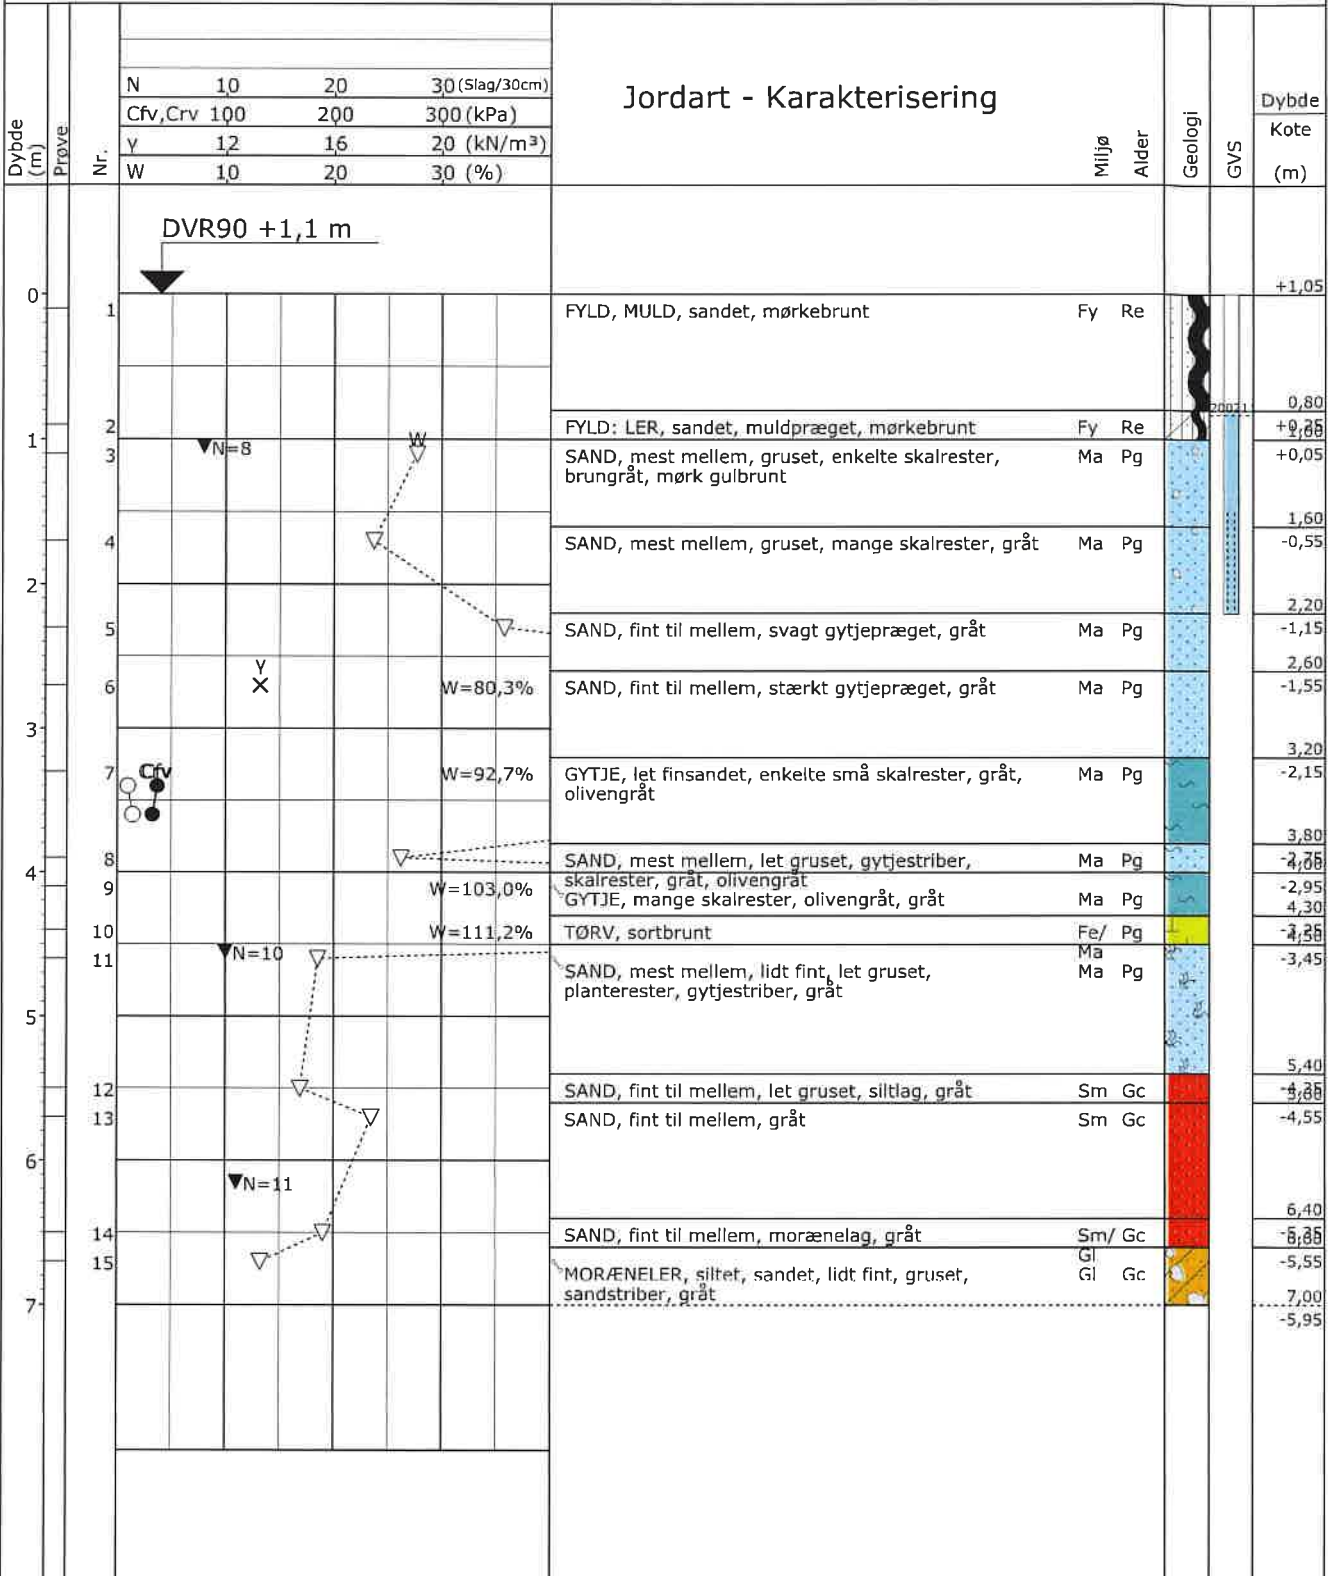 N 10 20 30 (Slag/30cm)
Cfv,Crv 100 200 300 (kPa)
γ 12 16 20 (kN/m³)
W 10 20 30 (%)
Dybde (m)
Prøve
Nr.
Jordart - Karakterisering
Miljø
Alder
Geologi
GVS
Dybde
Kote
(m)
DVR90 +1,1 m
+1,05
0
1 FYLD, MULD, sandet, mørkebrunt Fy Re
0,80
2 FYLD: LER, sandet, muldpræget, mørkebrunt Fy Re
1
N=8
W
3 SAND, mest mellem, gruset, enkelte skalrester, Ma Pg +0,05
brungråt, mørk gulbrunt
1,60
4 SAND, mest mellem, gruset, mange skalrester, gråt Ma Pg -0,55
2
2,20
5 SAND, fint til mellem, svagt gytjepræget, gråt Ma Pg -1,15
2,60
γ
6 W=80,3% SAND, fint til mellem, stærkt gytjepræget, gråt Ma Pg -1,55
3
3,20
7 Cfv W=92,7% GYTJE, let finsandet, enkelte små skalrester, gråt, Ma Pg -2,15
olivengråt
3,80
8 SAND, mest mellem, let gruset, gytjestriber, Ma Pg
4
skalrester, gråt, olivengråt
-2,95
9 W=103,0% GYTJE, mange skalrester, olivengråt, gråt Ma Pg 4,30
10 W=111,2% TØRV, sortbrunt Fe/ Pg
Ma
N=10
-3,45
11 SAND, mest mellem, lidt fint, let gruset, Ma Pg
planterester, gytjestriber, gråt
5
5,40
12 SAND, fint til mellem, let gruset, siltlag, gråt Sm Gc
13 SAND, fint til mellem, gråt Sm Gc -4,55
6
N=11
6,40
14 SAND, fint til mellem, morænelag, gråt Sm/ Gc
Gl
15 -5,55
MORÆNELER, siltet, sandet, lidt fint, gruset, Gl Gc
sandstriber, gråt
7 7,00
-5,95